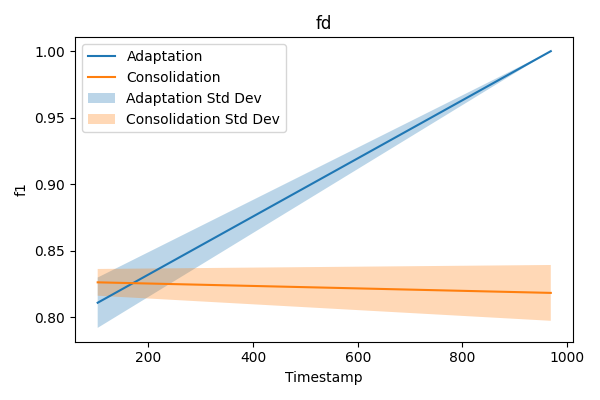 fd
Adaptation
Consolidation
Adaptation Std Dev
Consolidation Std Dev
f1
1.00
0.95
0.90
0.85
0.80
200 400 600 800 1000
Timestamp